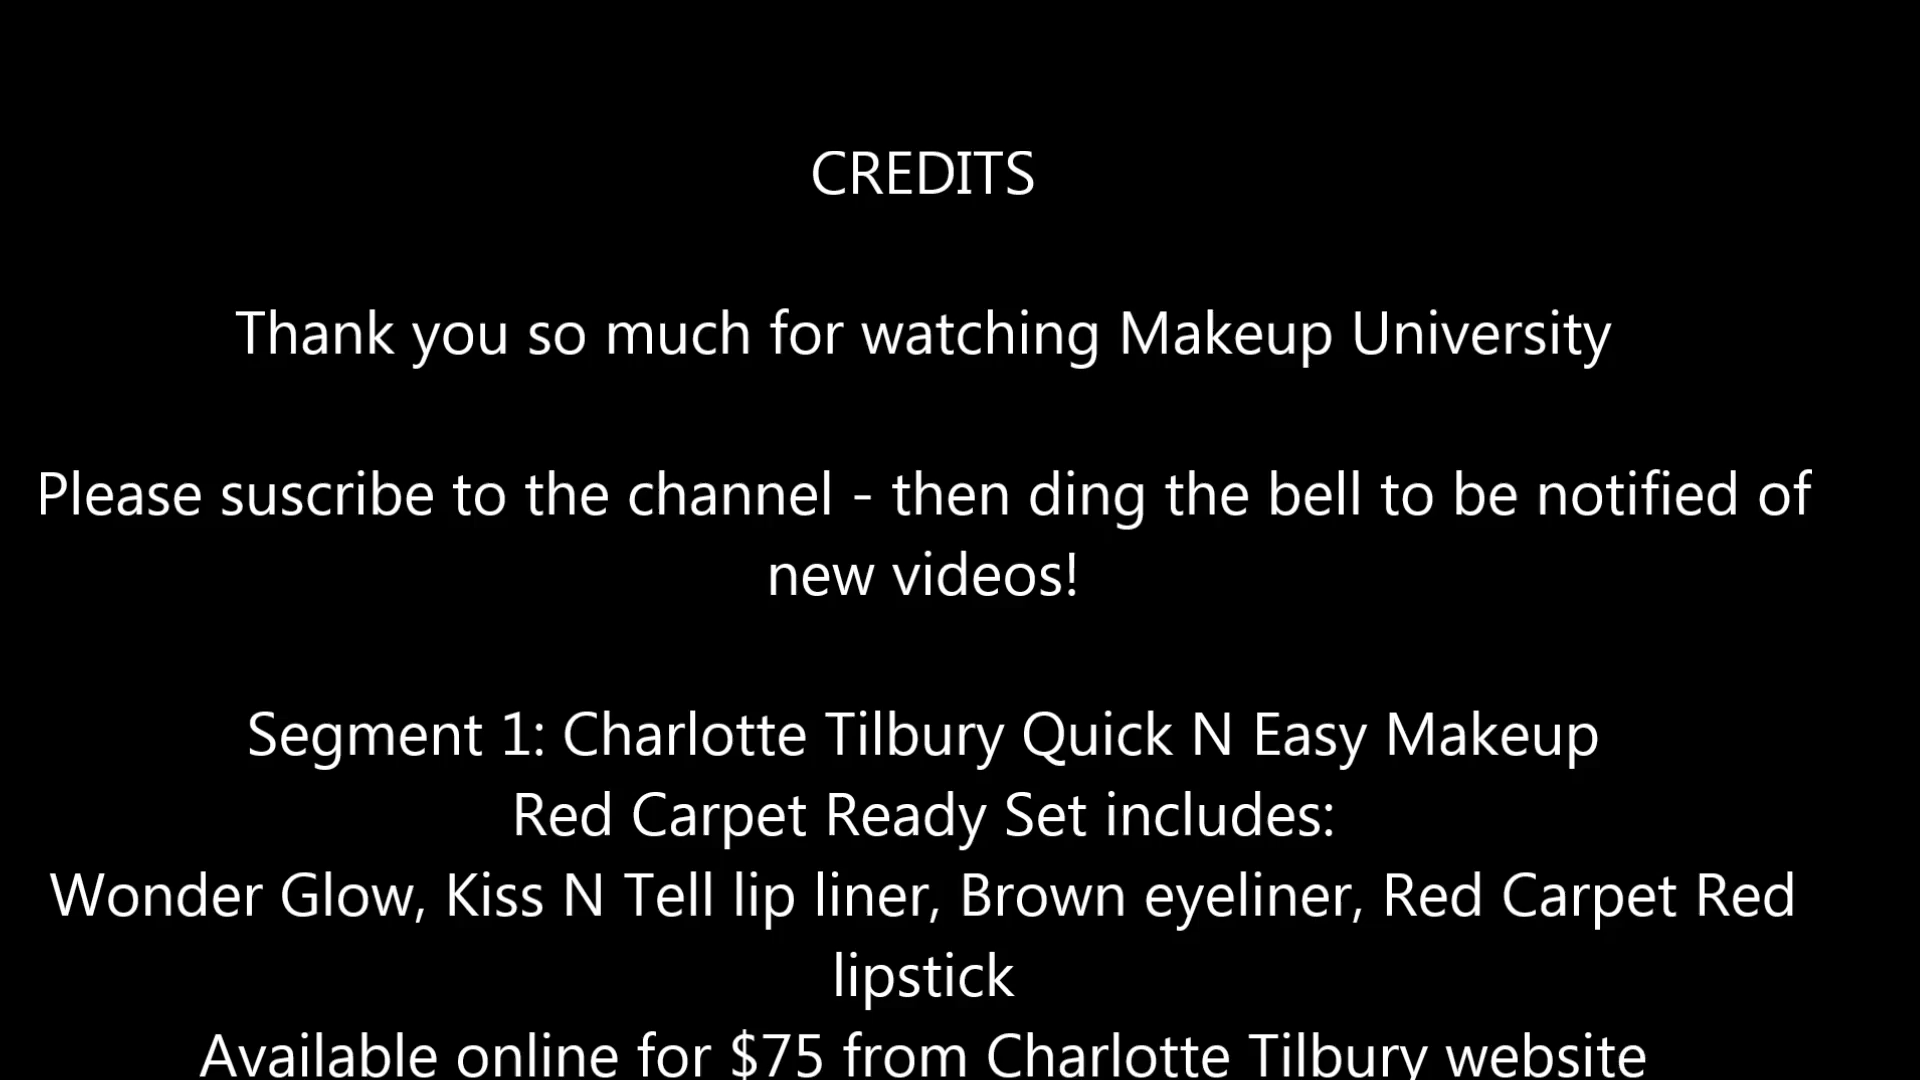 CREDITS
Thank you so much for watching Makeup University
Please suscribe to the channel - then ding the bell to be notified of
new videos!
Segment 1: Charlotte Tilbury Quick N Easy Makeup
Red Carpet Ready Set includes:
Wonder Glow, Kiss N Tell lip liner, Brown eyeliner, Red Carpet Red
lipstick
Available online for $75 from Charlotte Tilbury website